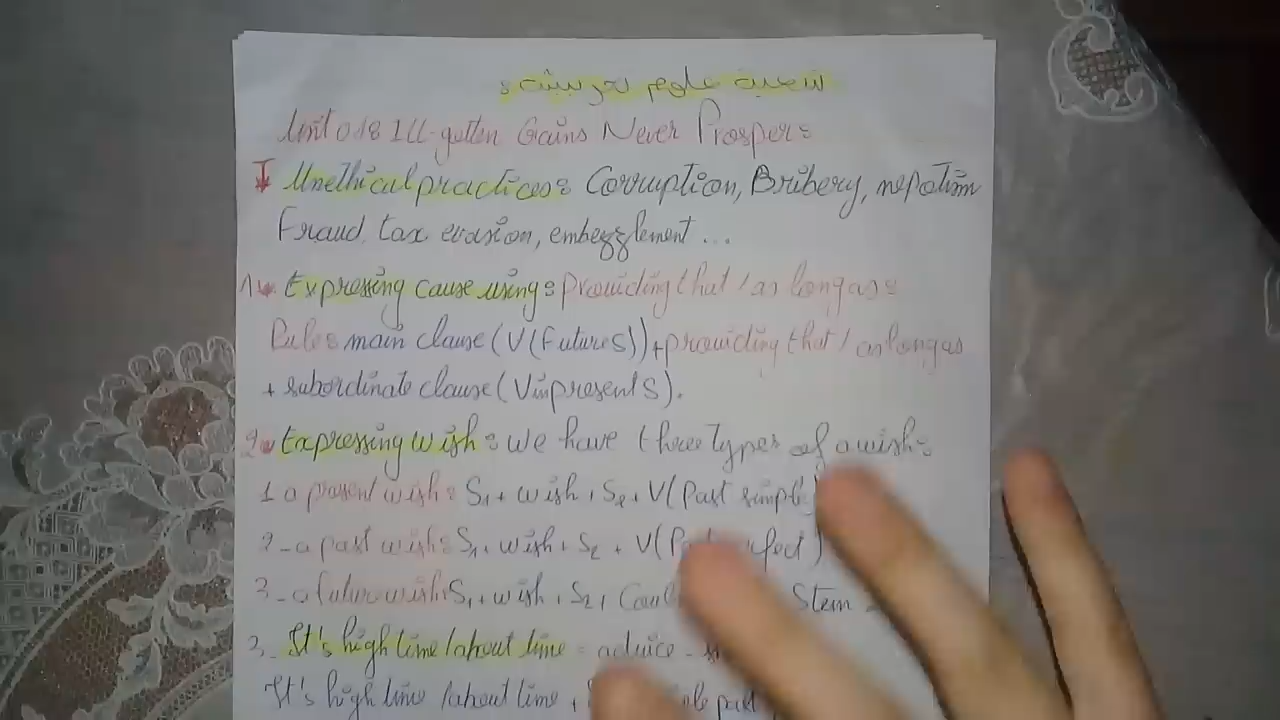 شعبة علوم تجريبية:
Unit 01: Ill-gotten Gains Never Prosper:
I Unethical practices: Corruption, Bribery, nepotism
Fraud, tax evasion, embezzlement ...
1 Expressing cause using: providing that / as long as:
Rule: main clause (V(future S)) + providing that / as long as
+ subordinate clause (V in present S).
2 Expressing wish: we have three types of wish:
1 a present wish: S1 + wish + S2 + V(Past simple
2- a past wish: S1 + wish + S2 + V(
3- a future wish: S1 + wish + S2 + Stem
3- It's high time / about time = advice -
It's high time / about time +